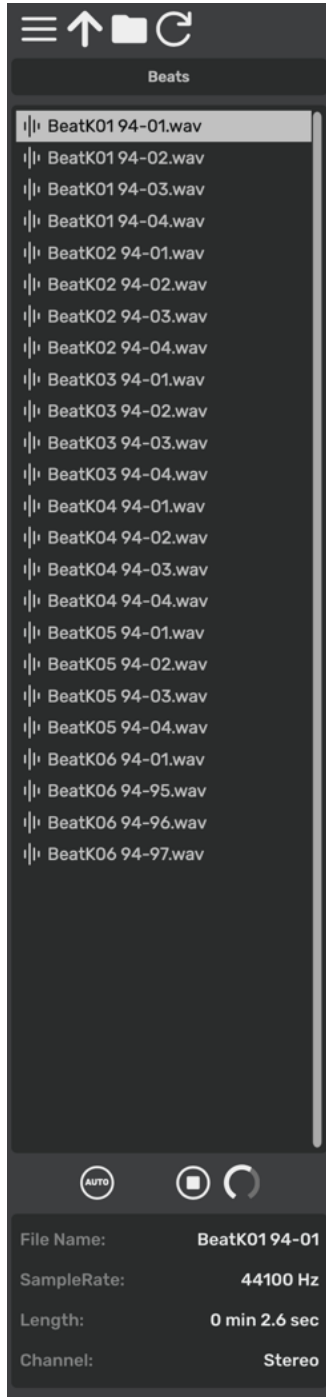 Beats
BeatK01 94-01.wav
BeatK01 94-02.wav
BeatK01 94-03.wav
BeatK01 94-04.wav
BeatK02 94-01.wav
BeatK02 94-02.wav
BeatK02 94-03.wav
BeatK02 94-04.wav
BeatK03 94-01.wav
BeatK03 94-02.wav
BeatK03 94-03.wav
BeatK03 94-04.wav
BeatK04 94-01.wav
BeatK04 94-02.wav
BeatK04 94-03.wav
BeatK04 94-04.wav
BeatK05 94-01.wav
BeatK05 94-02.wav
BeatK05 94-03.wav
BeatK05 94-04.wav
BeatK06 94-01.wav
BeatK06 94-95.wav
BeatK06 94-96.wav
BeatK06 94-97.wav
AUTO
File Name: BeatK01 94-01
SampleRate: 44100 Hz
Length: 0 min 2.6 sec
Channel: Stereo